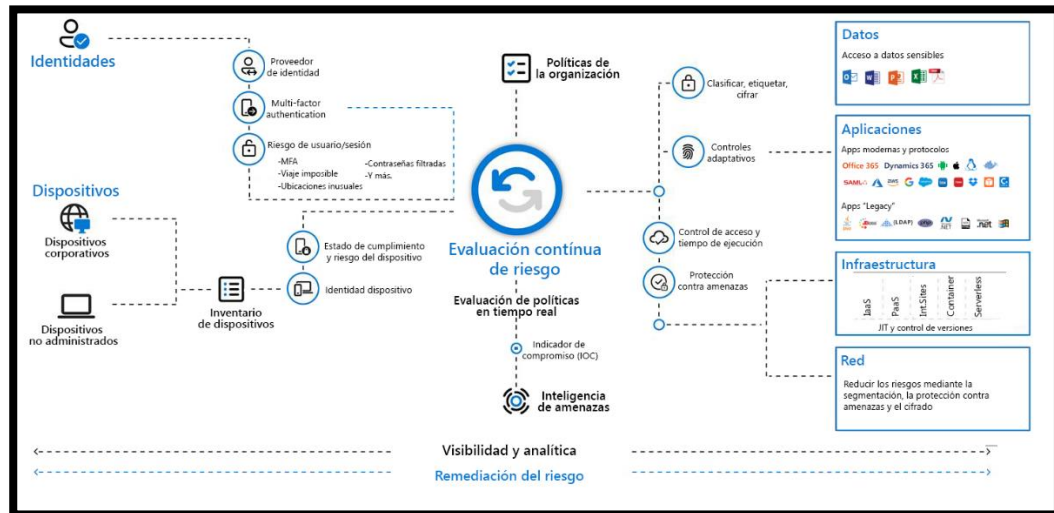 Identidades
Proveedor
de identidad
Multi-factor
authentication
Riesgo de usuario/sesión
-MFA
-Viaje imposible
-Ubicaciones inusuales
-Contraseñas filtradas
-Y más.
Dispositivos
Dispositivos
corporativos
Dispositivos
no administrados
Inventario
de dispositivos
Estado de cumplimiento
y riesgo del dispositivo
Identidad dispositivo
Políticas de
la organización
Evaluación contínua
de riesgo
Evaluación de políticas
en tiempo real
Indicador de
compromiso (IOC)
Inteligencia
de amenazas
Clasificar, etiquetar,
cifrar
Controles
adaptativos
Control de acceso y
tiempo de ejecución
Protección
contra amenazas
Datos
Acceso a datos sensibles
Aplicaciones
Apps modernas y protocolos
Office 365 Dynamics 365
SAML
aws
Apps "Legacy"
(LDAP)
php
.NET
.net
Infraestructura
IaaS
PaaS
Int.Sites
Container
Serverless
JIT y control de versiones
Red
Reducir los riesgos mediante la
segmentación, la protección contra
amenazas y el cifrado
Visibilidad y analítica
Remediación del riesgo